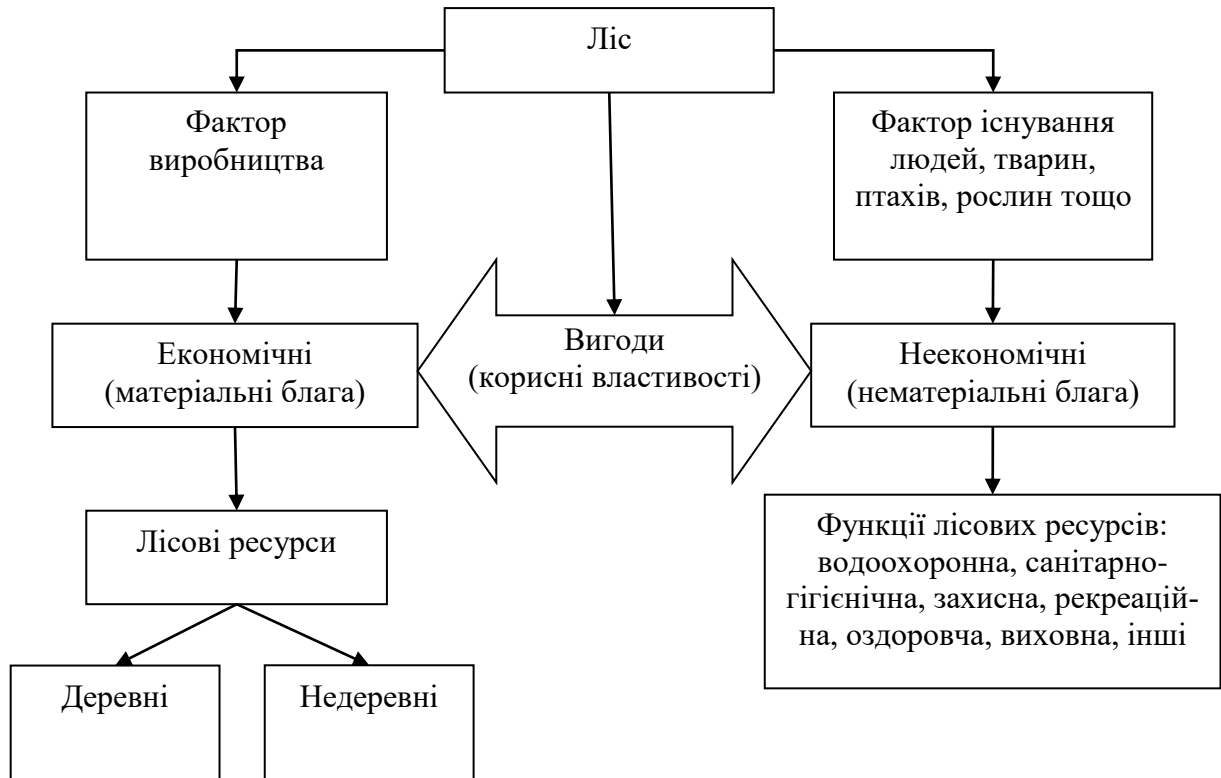 Ліс
Фактор
виробництва
Фактор існування
людей, тварин,
птахів, рослин тощо
Економічні
(матеріальні блага)
Вигоди
(корисні властивості)
Неекономічні
(нематеріальні блага)
Лісові ресурси
Функції лісових ресурсів:
водоохоронна, санітарно-
гігієнічна, захисна, рекреацій-
на, оздоровча, виховна, інші
Деревні
Недеревні